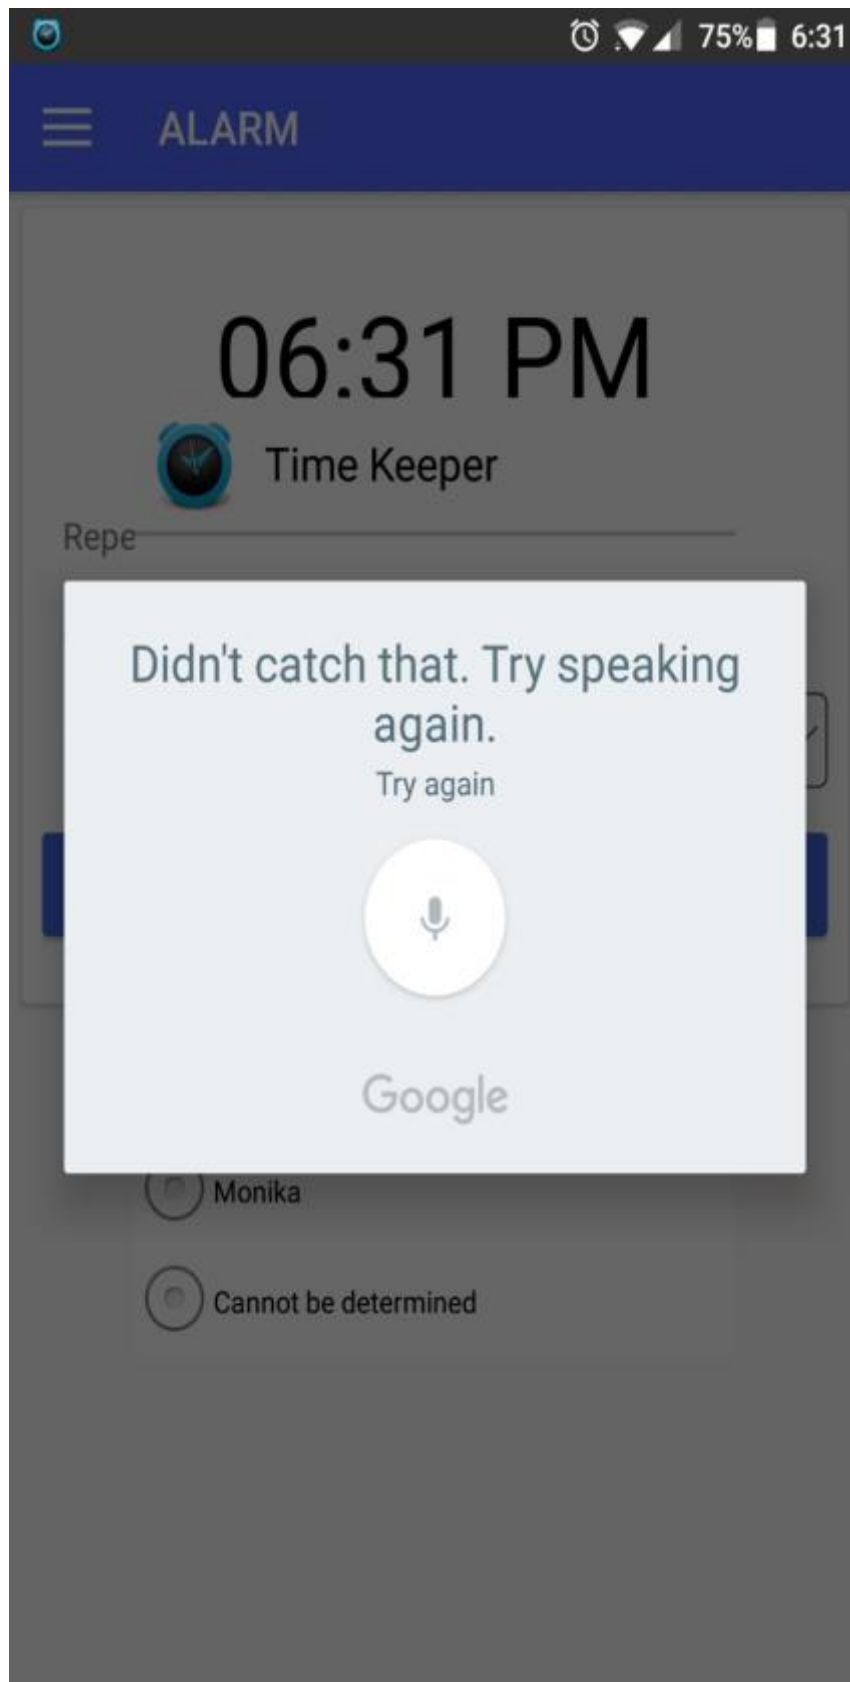 75% 6:31
ALARM
06:31 PM
Time Keeper
Repe
Didn't catch that. Try speaking
again.
Try again
Google
Monika
Cannot be determined